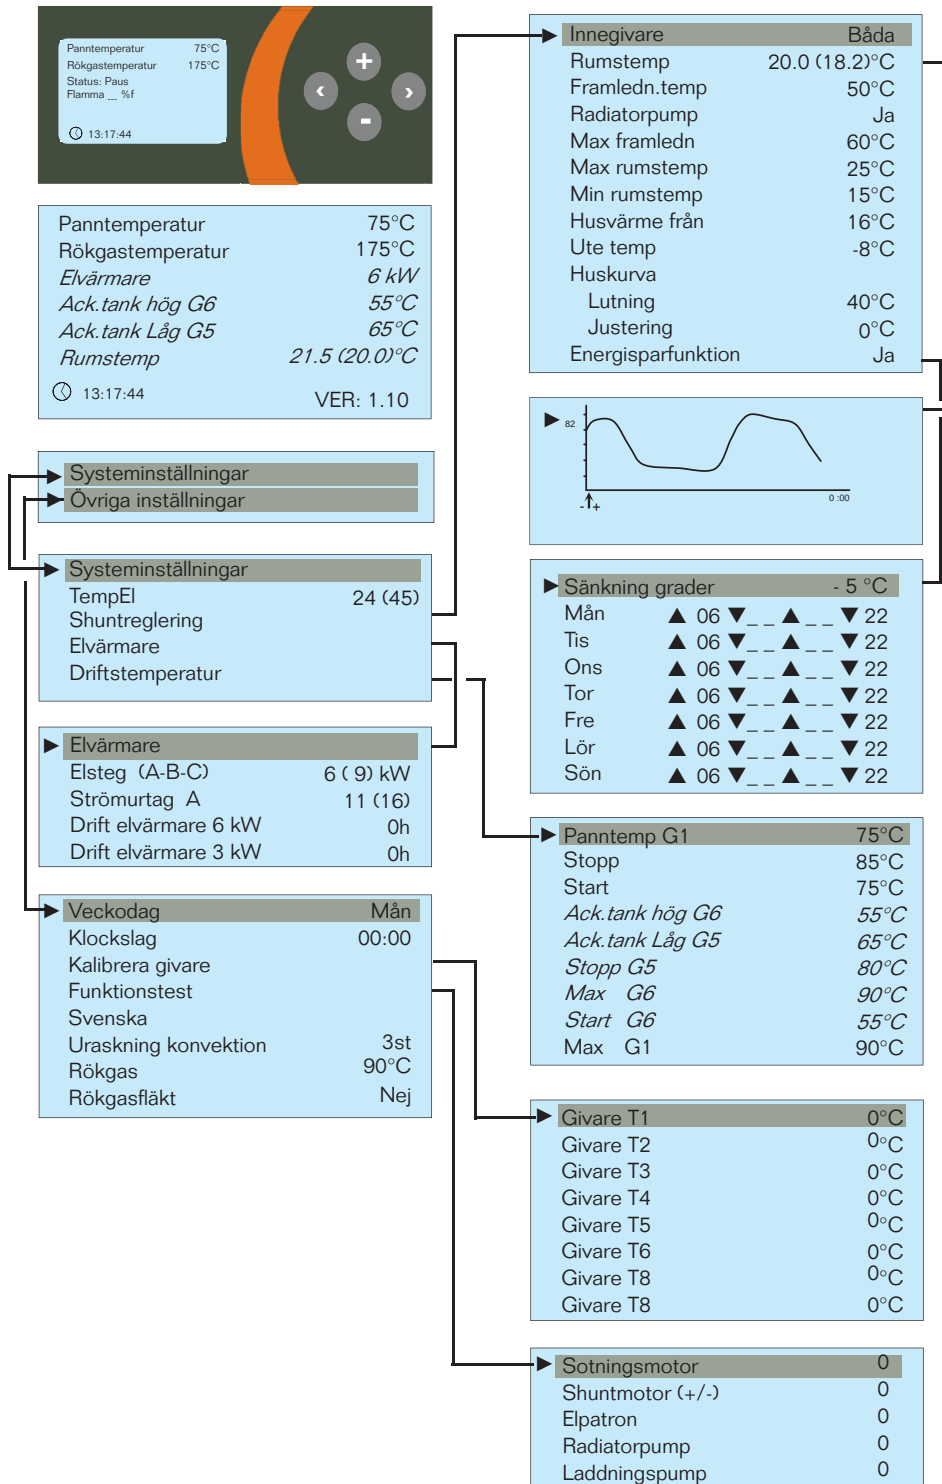 Panntemperatur 75°C
Rökgastemperatur 175°C
Status: Paus
Flamma __ %f
13:17:44
+
‹ ›
-
Panntemperatur 75°C
Rökgastemperatur 175°C
Elvärmare 6 kW
Ack.tank hög G6 55°C
Ack.tank Låg G5 65°C
Rumstemp 21.5 (20.0)°C
13:17:44 VER: 1.10
Systeminställningar
Övriga inställningar
Systeminställningar
TempEl 24 (45)
Shuntreglering
Elvärmare
Driftstemperatur
Elvärmare
Elsteg (A-B-C) 6 ( 9) kW
Strömurtag A 11 (16)
Drift elvärmare 6 kW 0h
Drift elvärmare 3 kW 0h
Veckodag Mån
Klockslag 00:00
Kalibrera givare
Funktionstest
Svenska
Uraskning konvektion 3st
Rökgas 90°C
Rökgasfläkt Nej
Innegivare Båda
Rumstemp 20.0 (18.2)°C
Framledn.temp 50°C
Radiatorpump Ja
Max framledn 60°C
Max rumstemp 25°C
Min rumstemp 15°C
Husvärme från 16°C
Ute temp -8°C
Huskurva
Lutning 40°C
Justering 0°C
Energisparfunktion Ja
82
- +
0 :00
Sänkning grader - 5 °C
Mån ▲ 06 ▼_ _ ▲ _ _ ▼ 22
Tis ▲ 06 ▼_ _ ▲ _ _ ▼ 22
Ons ▲ 06 ▼_ _ ▲ _ _ ▼ 22
Tor ▲ 06 ▼_ _ ▲ _ _ ▼ 22
Fre ▲ 06 ▼_ _ ▲ _ _ ▼ 22
Lör ▲ 06 ▼_ _ ▲ _ _ ▼ 22
Sön ▲ 06 ▼_ _ ▲ _ _ ▼ 22
Panntemp G1 75°C
Stopp 85°C
Start 75°C
Ack.tank hög G6 55°C
Ack.tank Låg G5 65°C
Stopp G5 80°C
Max G6 90°C
Start G6 55°C
Max G1 90°C
Givare T1 0°C
Givare T2 0°C
Givare T3 0°C
Givare T4 0°C
Givare T5 0°C
Givare T6 0°C
Givare T8 0°C
Givare T8 0°C
Sotningsmotor 0
Shuntmotor (+/-) 0
Elpatron 0
Radiatorpump 0
Laddningspump 0